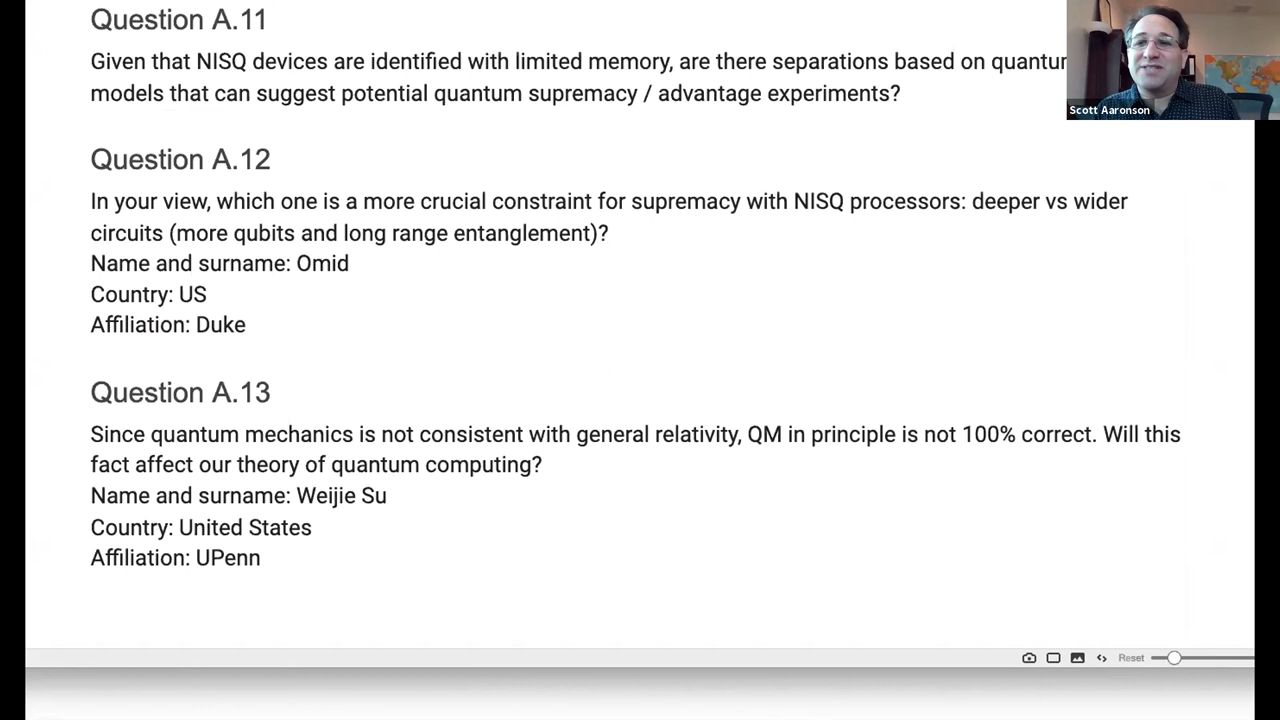 Question A.11
Given that NISQ devices are identified with limited memory, are there separations based on
models that can suggest potential quantum supremacy / advantage experiments?
Scott Aaronson
Question A.12
In your view, which one is a more crucial constraint for supremacy with NISQ processors: deeper vs wider
circuits (more qubits and long range entanglement)?
Name and surname: Omid
Country: US
Affiliation: Duke
Question A.13
Since quantum mechanics is not consistent with general relativity, QM in principle is not 100% correct. Will this
fact affect our theory of quantum computing?
Name and surname: Weijie Su
Country: United States
Affiliation: UPenn
Reset